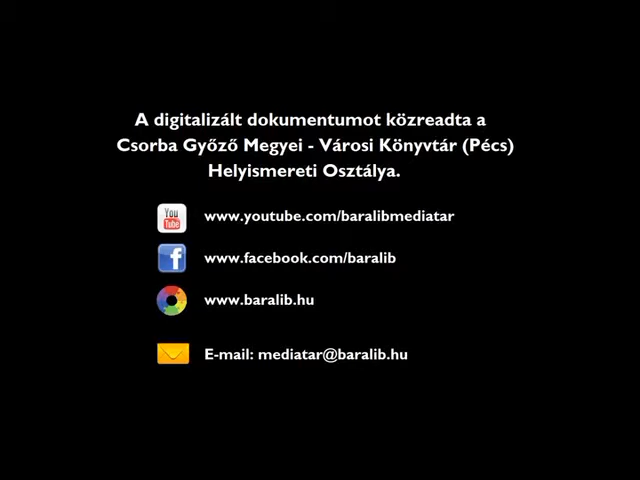 A digitalizált dokumentumot közreadta a
Csorba Győző Megyei - Városi Könyvtár (Pécs)
Helyismereti Osztálya.
You Tube
www.youtube.com/baralibmediatar
f
www.facebook.com/baralib
www.baralib.hu
E-mail: mediatar@baralib.hu